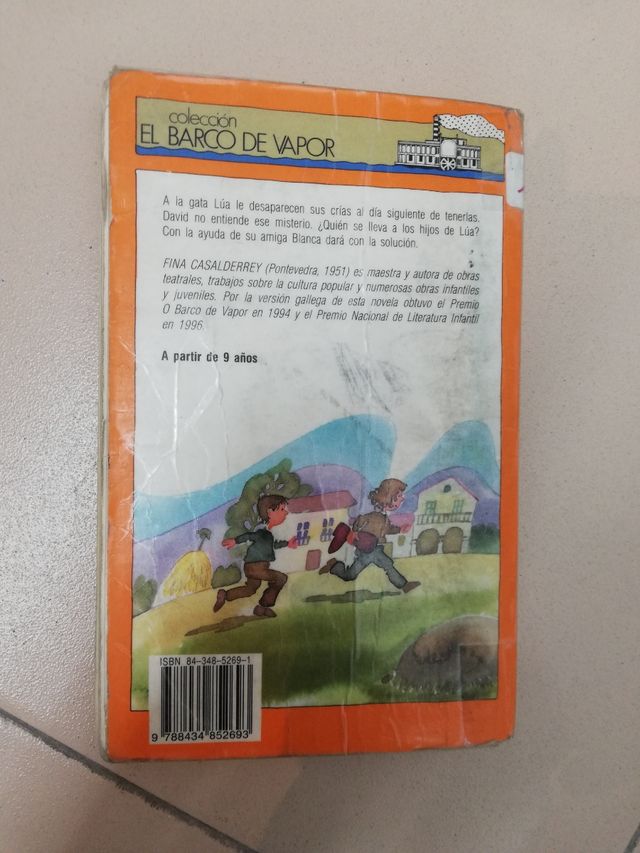 colección
EL BARCO DE VAPOR
A la gata Lúa le desaparecen sus crías al día siguiente de tenerlas.
David no entiende ese misterio. ¿Quién se lleva a los hijos de Lúa?
Con la ayuda de su amiga Blanca dará con la solución.
FINA CASALDERREY (Pontevedra, 1951) es maestra y autora de obras
teatrales, trabajos sobre la cultura popular y numerosas obras infantiles
y juveniles. Por la versión gallega de esta novela obtuvo el Premio
O Barco de Vapor en 1994 y el Premio Nacional de Literatura Infantil
en 1996.
A partir de 9 años
ISBN 84-348-5269-1
9 788434 852693